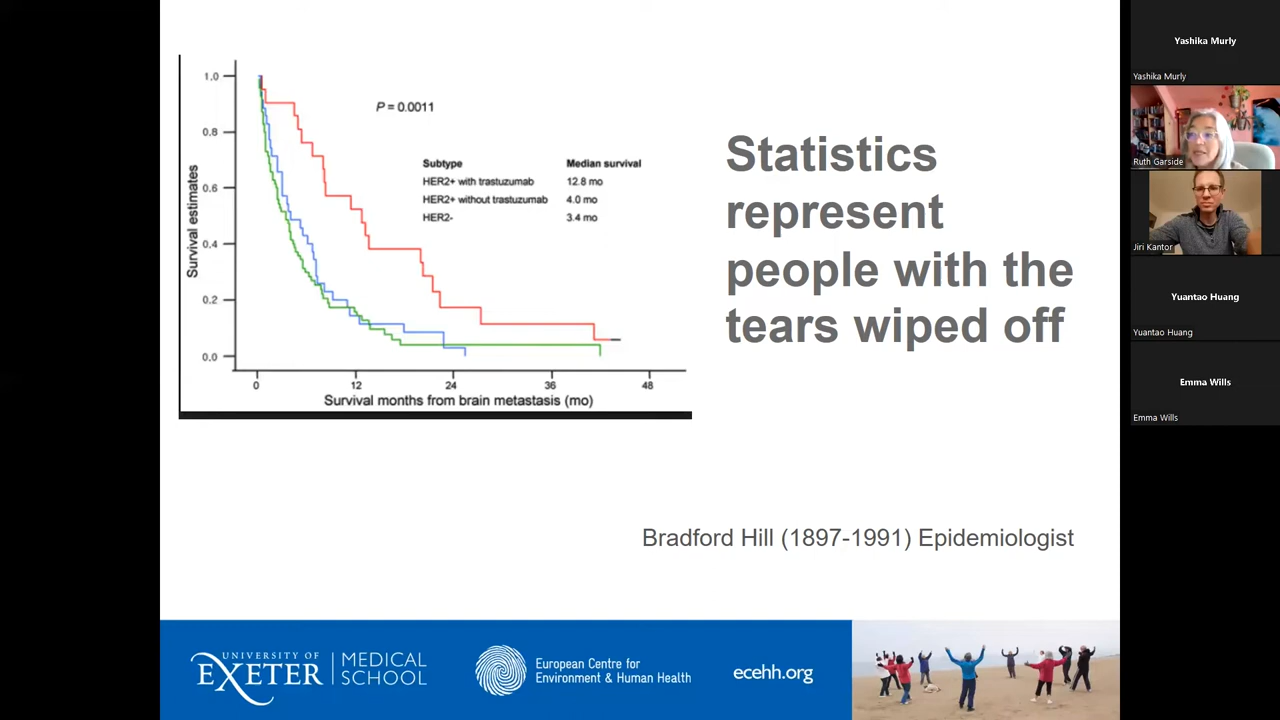 1.0
0.8
0.6
0.4
0.2
0.0
Survival estimates
P = 0.0011
Subtype Median survival
HER2+ with trastuzumab 12.8 mo
HER2+ without trastuzumab 4.0 mo
HER2- 3.4 mo
0 12 24 36 48
Survival months from brain metastasis (mo)
Statistics
represent
people with the
tears wiped off
Bradford Hill (1897-1991) Epidemiologist
UNIVERSITY OF
EXETER
MEDICAL
SCHOOL
European Centre for
Environment & Human Health
ecehh.org
Yashika Murly
Yashika Murly
Ruth Garside
Jiri Kantor
Yuantao Huang
Yuantao Huang
Emma Wills
Emma Wills